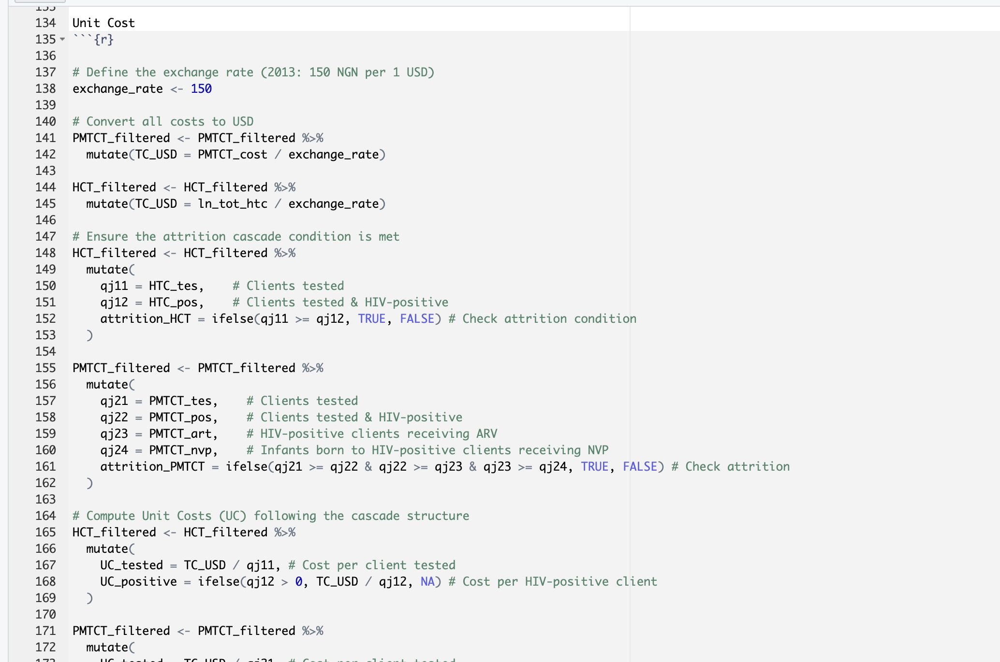 134 Unit Cost
135 ```{r}
136
137 # Define the exchange rate (2013: 150 NGN per 1 USD)
138 exchange_rate <- 150
139
140 # Convert all costs to USD
141 PMTCT_filtered <- PMTCT_filtered %>%
142   mutate(TC_USD = PMTCT_cost / exchange_rate)
143
144 HCT_filtered <- HCT_filtered %>%
145   mutate(TC_USD = ln_tot_htc / exchange_rate)
146
147 # Ensure the attrition cascade condition is met
148 HCT_filtered <- HCT_filtered %>%
149   mutate(
150     qj11 = HTC_tes,    # Clients tested
151     qj12 = HTC_pos,    # Clients tested & HIV-positive
152     attrition_HCT = ifelse(qj11 >= qj12, TRUE, FALSE) # Check attrition condition
153   )
154
155 PMTCT_filtered <- PMTCT_filtered %>%
156   mutate(
157     qj21 = PMTCT_tes,    # Clients tested
158     qj22 = PMTCT_pos,    # Clients tested & HIV-positive
159     qj23 = PMTCT_art,    # HIV-positive clients receiving ARV
160     qj24 = PMTCT_nvp,    # Infants born to HIV-positive clients receiving NVP
161     attrition_PMTCT = ifelse(qj21 >= qj22 & qj22 >= qj23 & qj23 >= qj24, TRUE, FALSE) # Check attrition
162   )
163
164 # Compute Unit Costs (UC) following the cascade structure
165 HCT_filtered <- HCT_filtered %>%
166   mutate(
167     UC_tested = TC_USD / qj11, # Cost per client tested
168     UC_positive = ifelse(qj12 > 0, TC_USD / qj12, NA) # Cost per HIV-positive client
169   )
170
171 PMTCT_filtered <- PMTCT_filtered %>%
172   mutate(